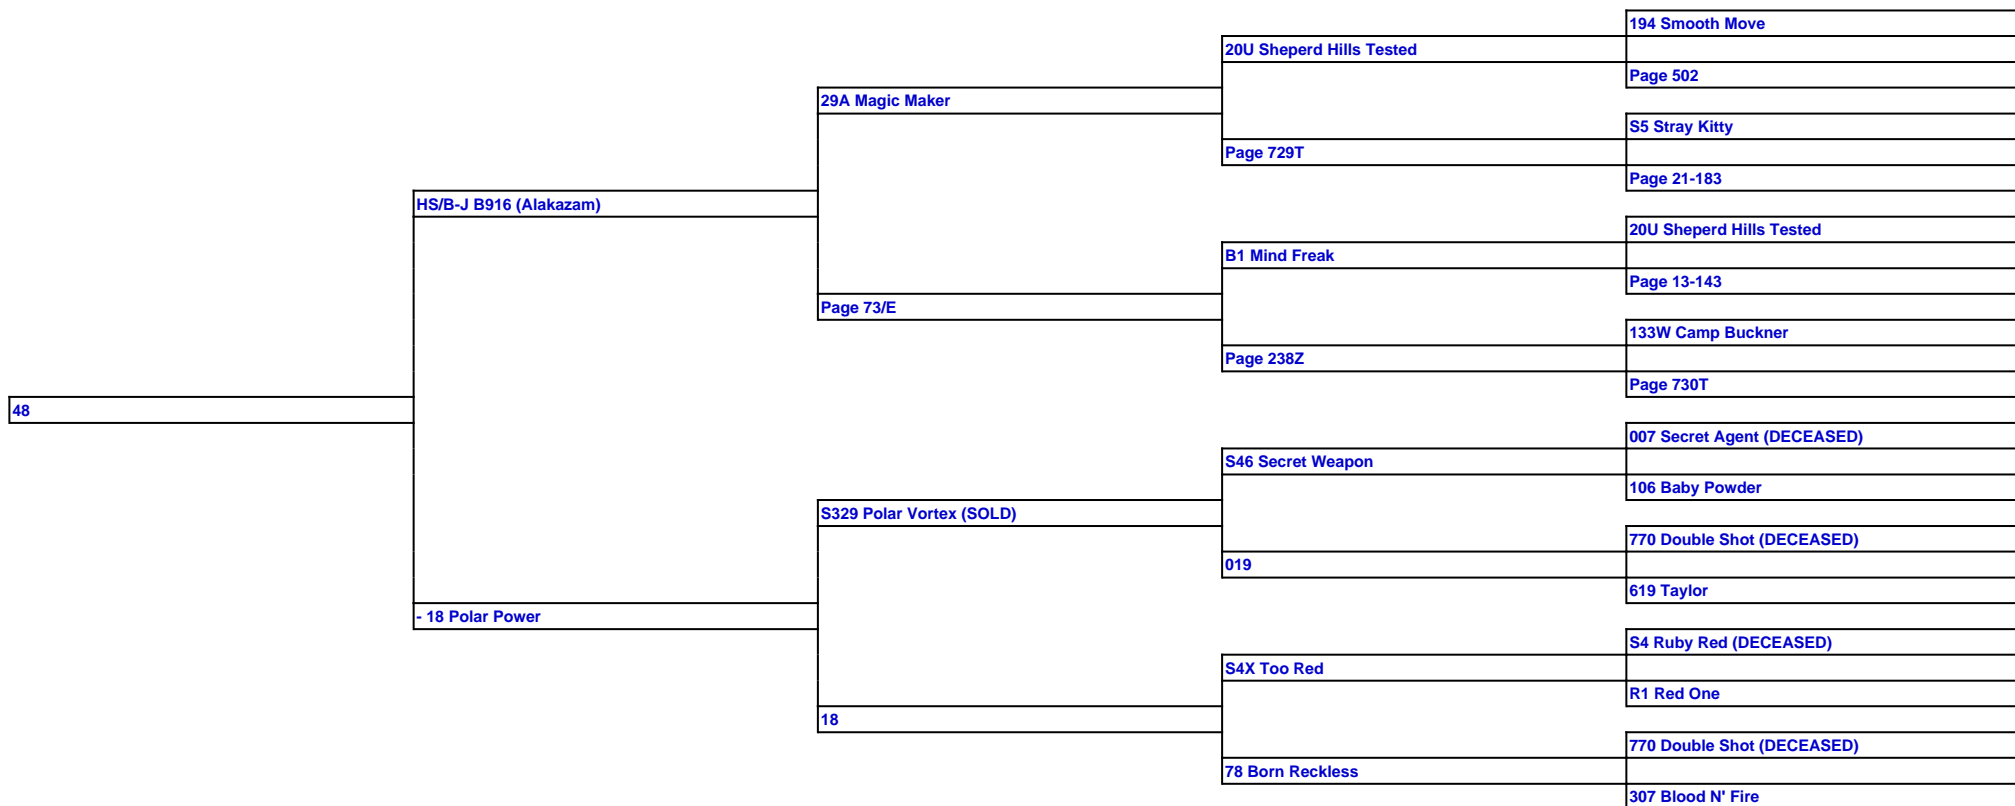 194 Smooth Move
20U Sheperd Hills Tested
Page 502
29A Magic Maker
S5 Stray Kitty
Page 729T
Page 21-183
HS/B-J B916 (Alakazam)
20U Sheperd Hills Tested
B1 Mind Freak
Page 13-143
Page 73/E
133W Camp Buckner
Page 238Z
Page 730T
48
007 Secret Agent (DECEASED)
S46 Secret Weapon
106 Baby Powder
S329 Polar Vortex (SOLD)
770 Double Shot (DECEASED)
019
619 Taylor
- 18 Polar Power
S4 Ruby Red (DECEASED)
S4X Too Red
R1 Red One
18
770 Double Shot (DECEASED)
78 Born Reckless
307 Blood N' Fire